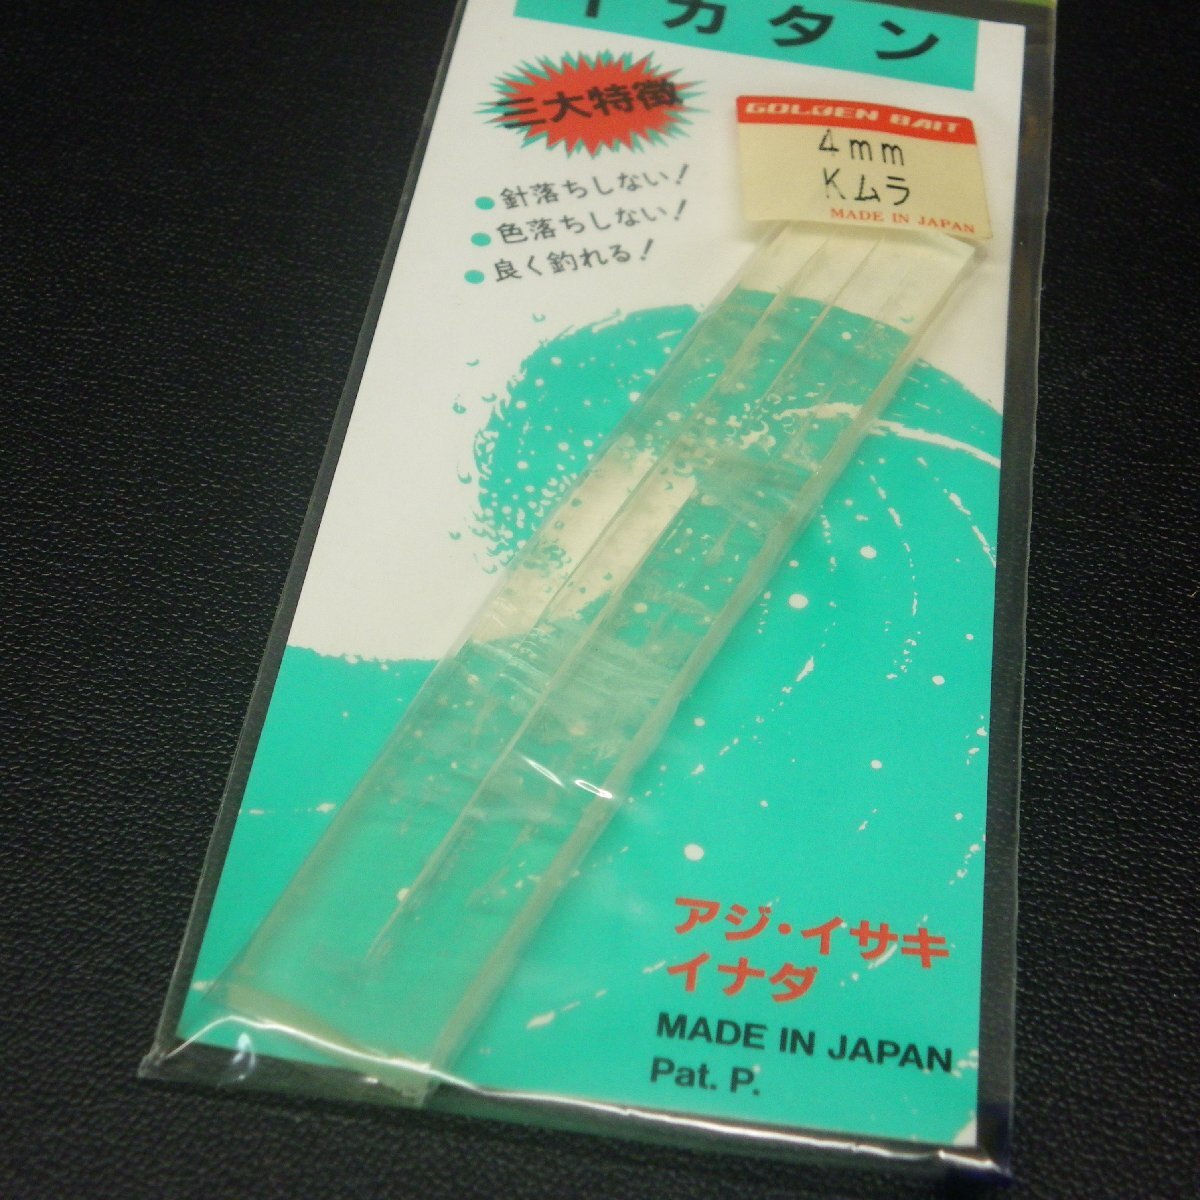 イカタン
三大特徴
GOLDEN BAIT
4mm
Kムラ
MADE IN JAPAN
● 針落ちしない!
● 色落ちしない!
● 良く釣れる!
アジ・イサキ
イナダ
MADE IN JAPAN
Pat. P.